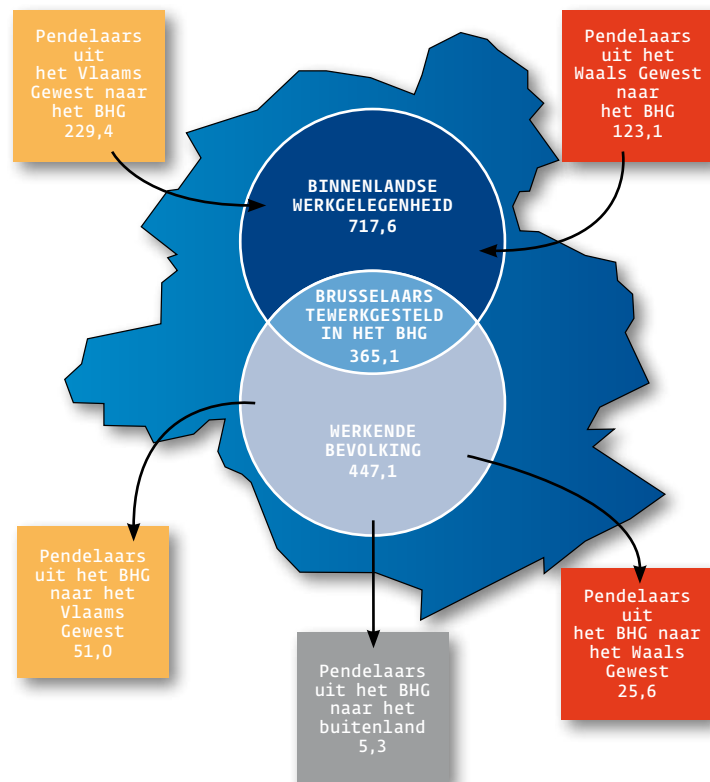 Pendelaars
uit
het Vlaams
Gewest naar
het BHG
229,4
Pendelaars
uit het
Waals Gewest
naar
het BHG
123,1
BINNENLANDSE
WERKGELEGENHEID
717,6
BRUSSELAARS
TEWERKGESTELD
IN HET BHG
365,1
WERKENDE
BEVOLKING
447,1
Pendelaars
uit het BHG
naar het
Vlaams
Gewest
51,0
Pendelaars
uit het BHG
naar het
buitenland
5,3
Pendelaars
uit
het BHG naar
het Waals
Gewest
25,6